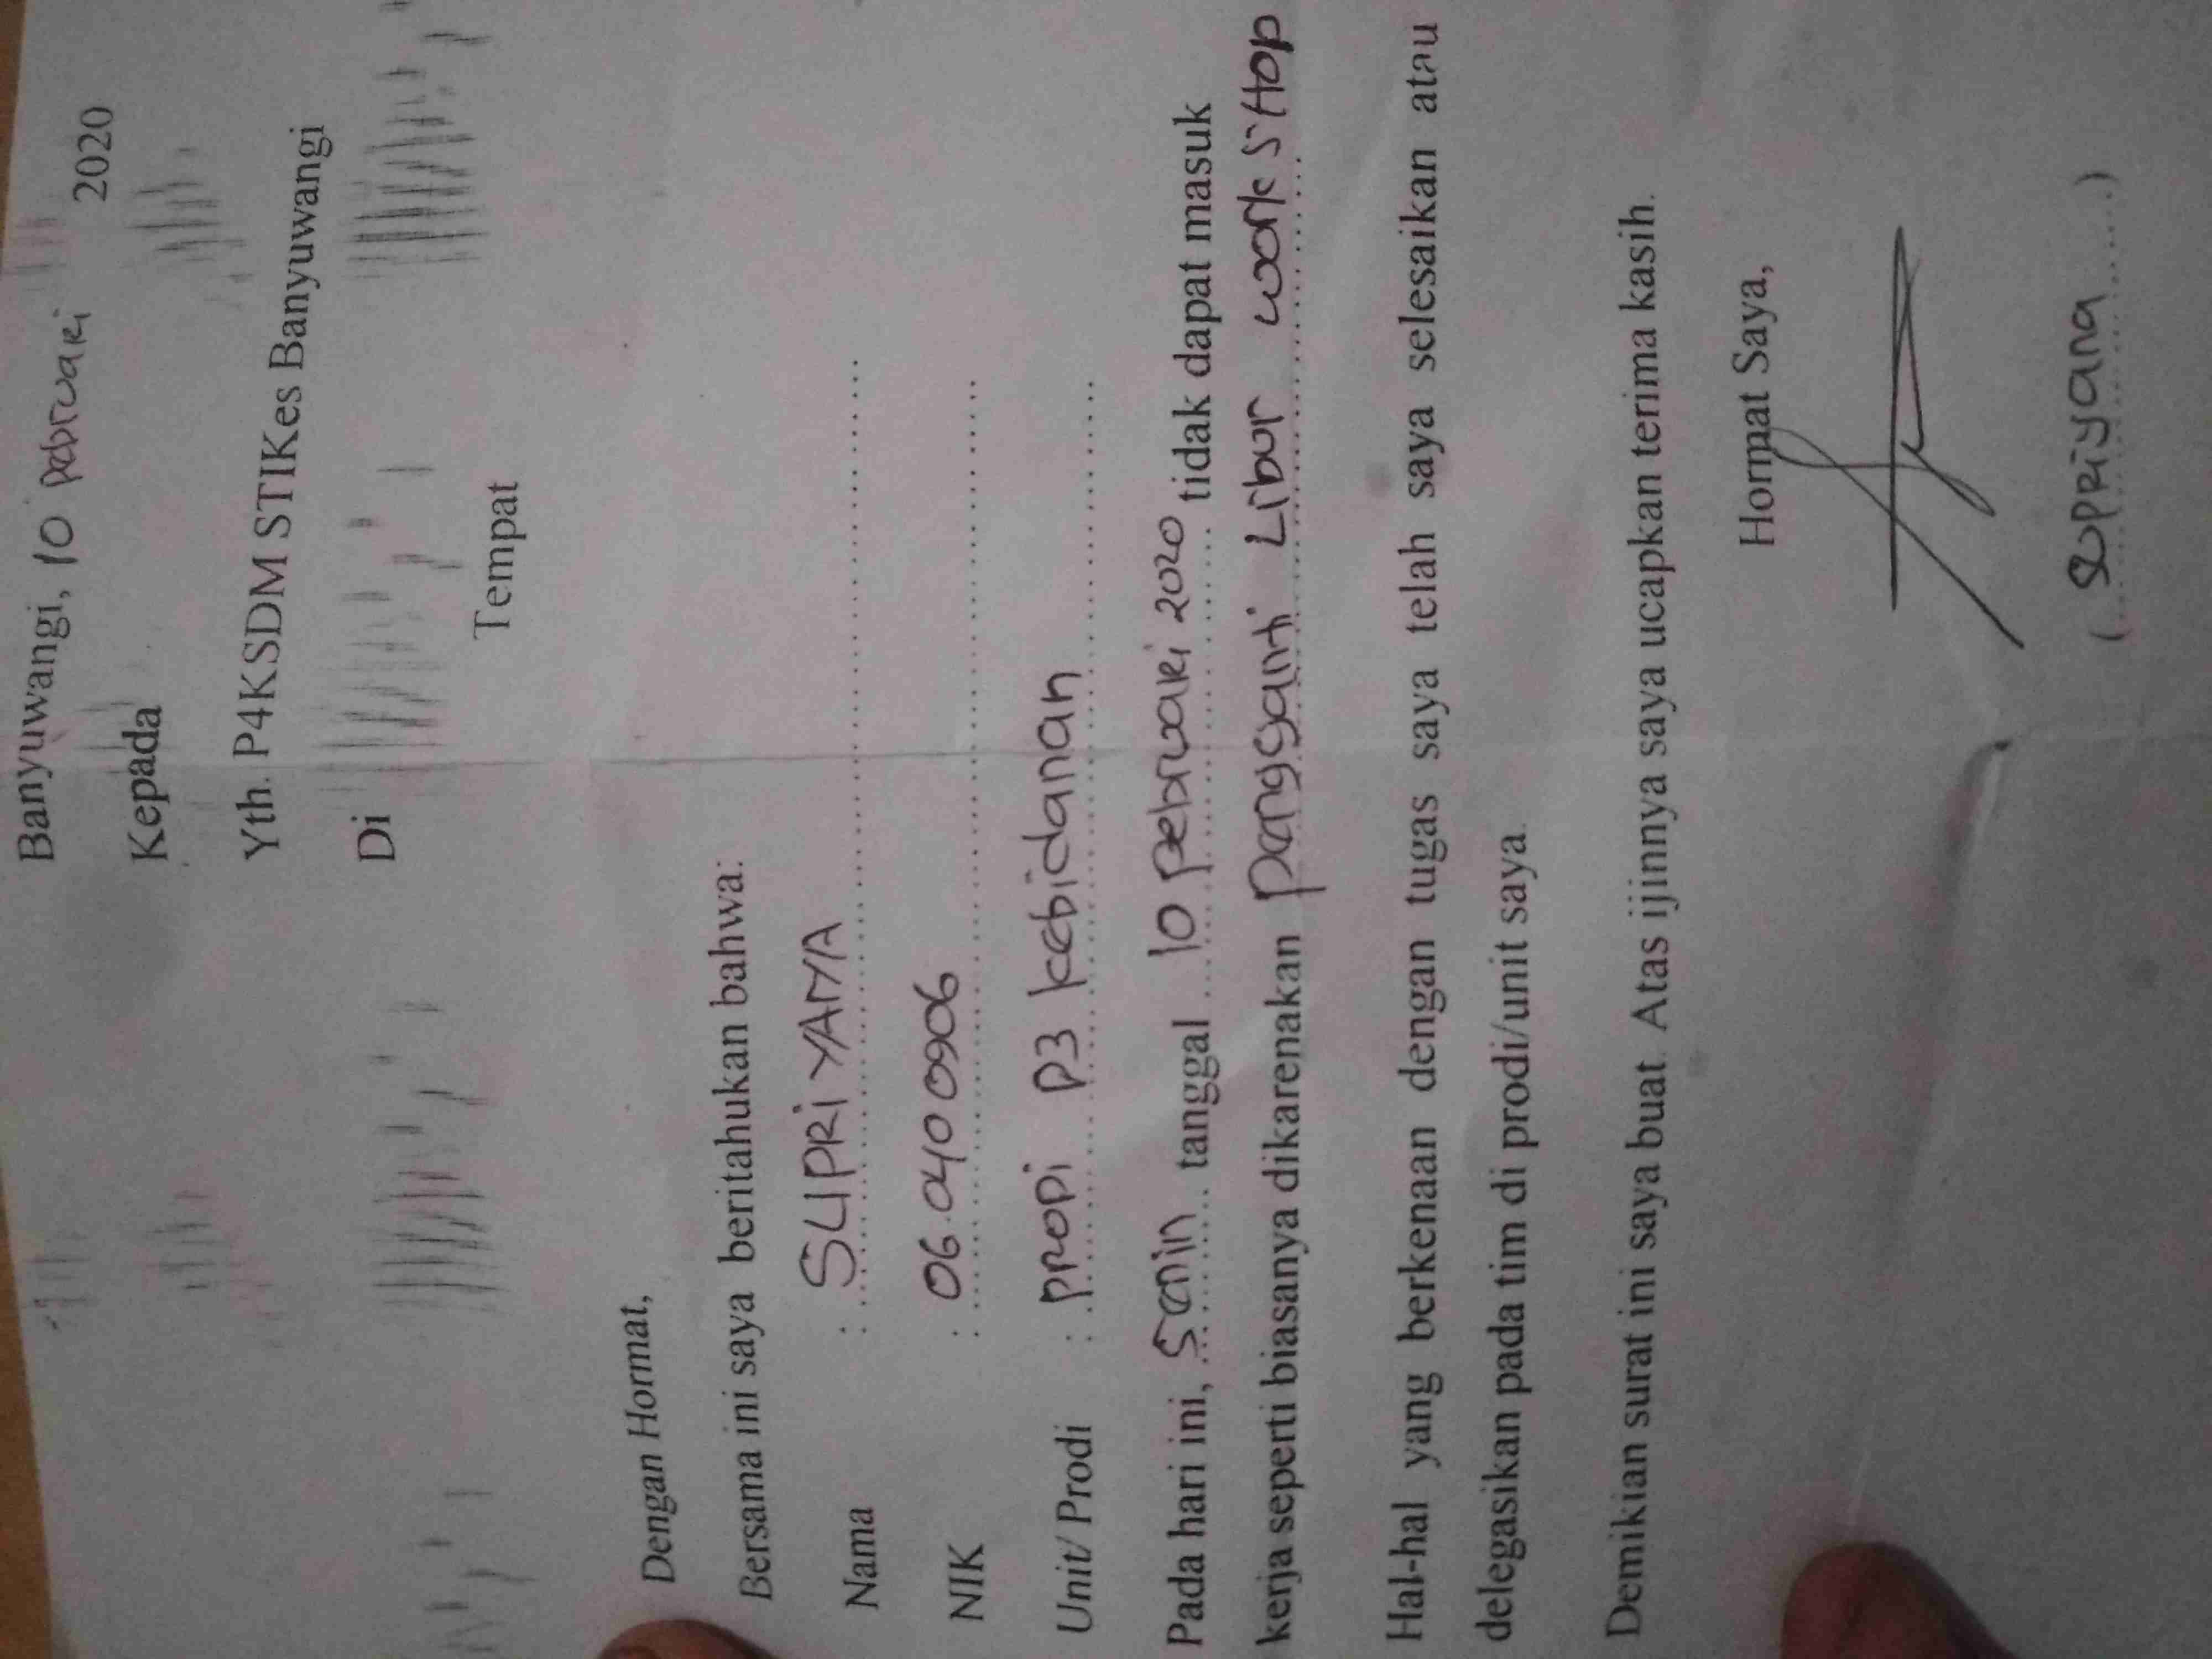 Banyuwangi, 10 Pebruari 2020
Kepada
Yth. P4KSDM STIKes Banyuwangi
Di
Tempat
Dengan Hormat,
Bersama ini saya beritahukan bahwa:
Nama : SUPRiYANA
NIK : 06.0400906
Unit/ Prodi : PRODi D3 kebidanan
Pada hari ini, Senin tanggal 10 Pebruari 2020 tidak dapat masuk
kerja seperti biasanya dikarenakan Pengganti Libur workSHop
Hal-hal yang berkenaan dengan tugas saya telah saya selesaikan atau
delegasikan pada tim di prodi/unit saya.
Demikian surat ini saya buat. Atas ijinnya saya ucapkan terima kasih.
Hormat Saya,
( SUPRiyana )